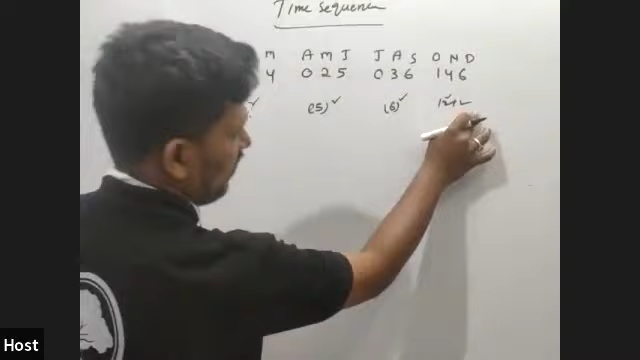 Time sequence
M A M J J A S O N D
4 0 2 5 0 3 6 1 4 6
(5) ✓ (6) ✓
Host